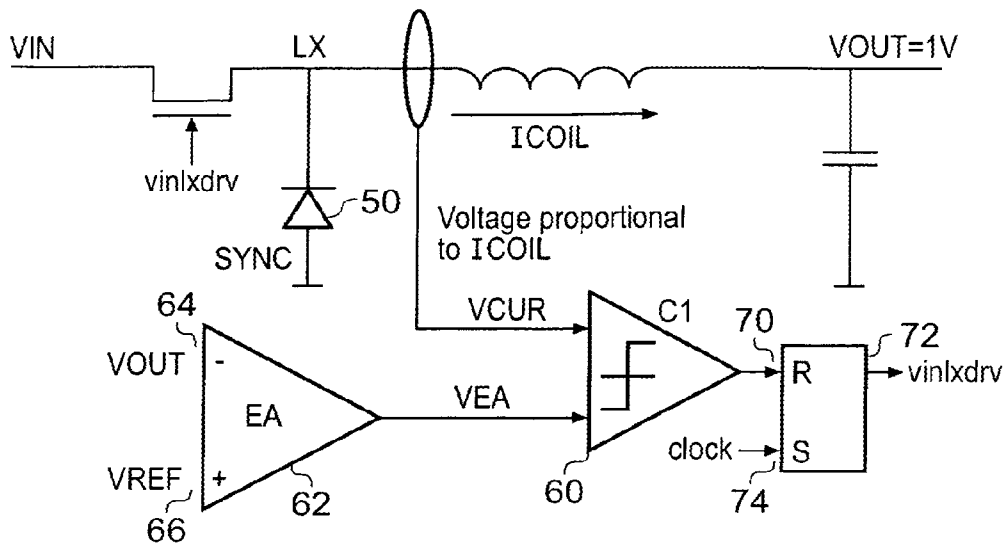 VIN
LX
VOUT=1V
ICOIL
vinlxdrv
50
Voltage proportional
to ICOIL
SYNC
64
VCUR
C1
70
72
VOUT
-
R
vinlxdrv
EA
VEA
clock
S
VREF
+
62
60
74
66